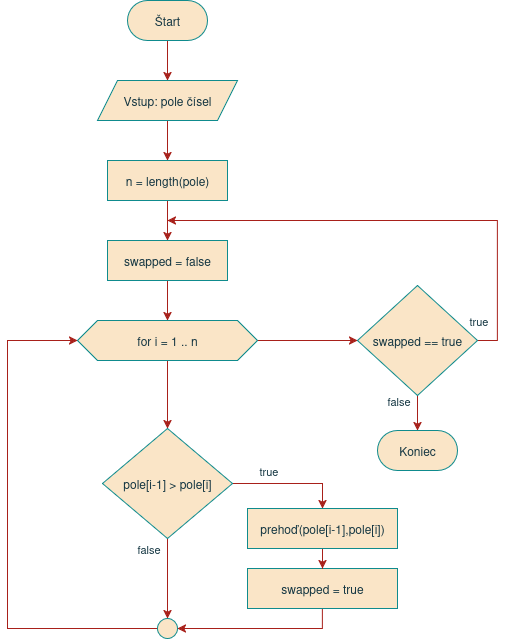 Štart
Vstup: pole čísel
n = length(pole)
swapped = false
for i = 1 .. n
swapped == true
true
false
Koniec
pole[i-1] > pole[i]
true
false
prehoď(pole[i-1],pole[i])
swapped = true